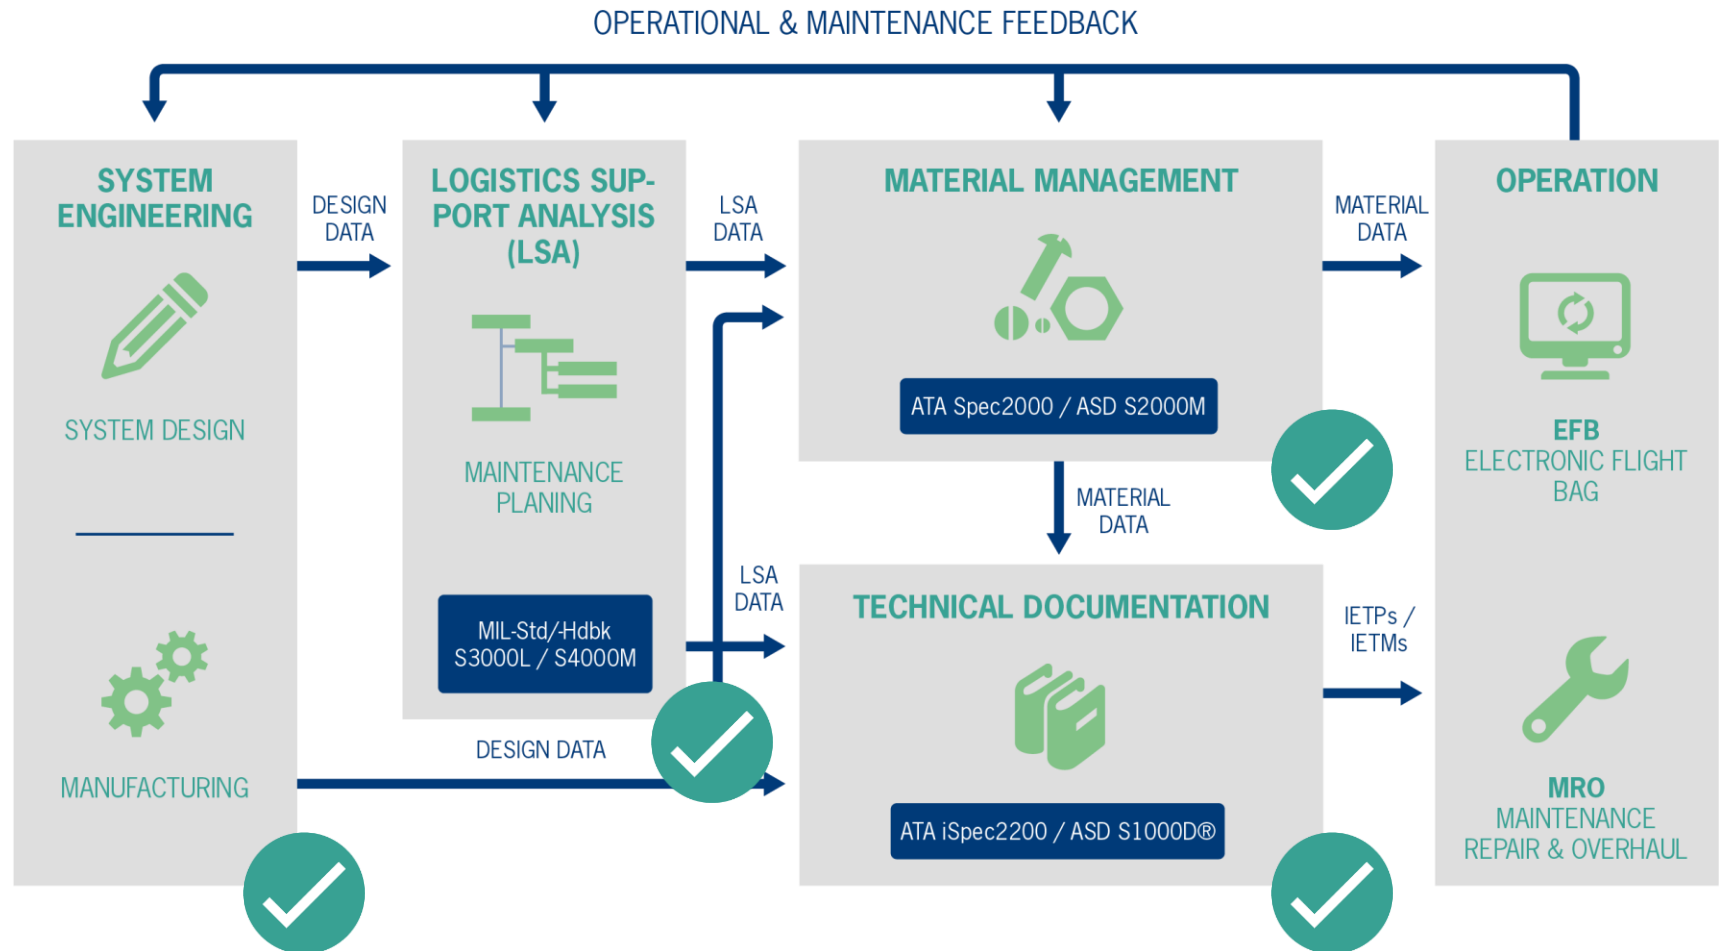 OPERATIONAL & MAINTENANCE FEEDBACK
SYSTEM
ENGINEERING
SYSTEM DESIGN
MANUFACTURING
DESIGN
DATA
LOGISTICS SUP-
PORT ANALYSIS
(LSA)
MAINTENANCE
PLANING
MIL-Std/-Hdbk
S3000L / S4000M
LSA
DATA
LSA
DATA
DESIGN DATA
MATERIAL MANAGEMENT
ATA Spec2000 / ASD S2000M
MATERIAL
DATA
TECHNICAL DOCUMENTATION
ATA iSpec2200 / ASD S1000D®
MATERIAL
DATA
IETPs /
IETMs
OPERATION
EFB
ELECTRONIC FLIGHT
BAG
MRO
MAINTENANCE
REPAIR & OVERHAUL